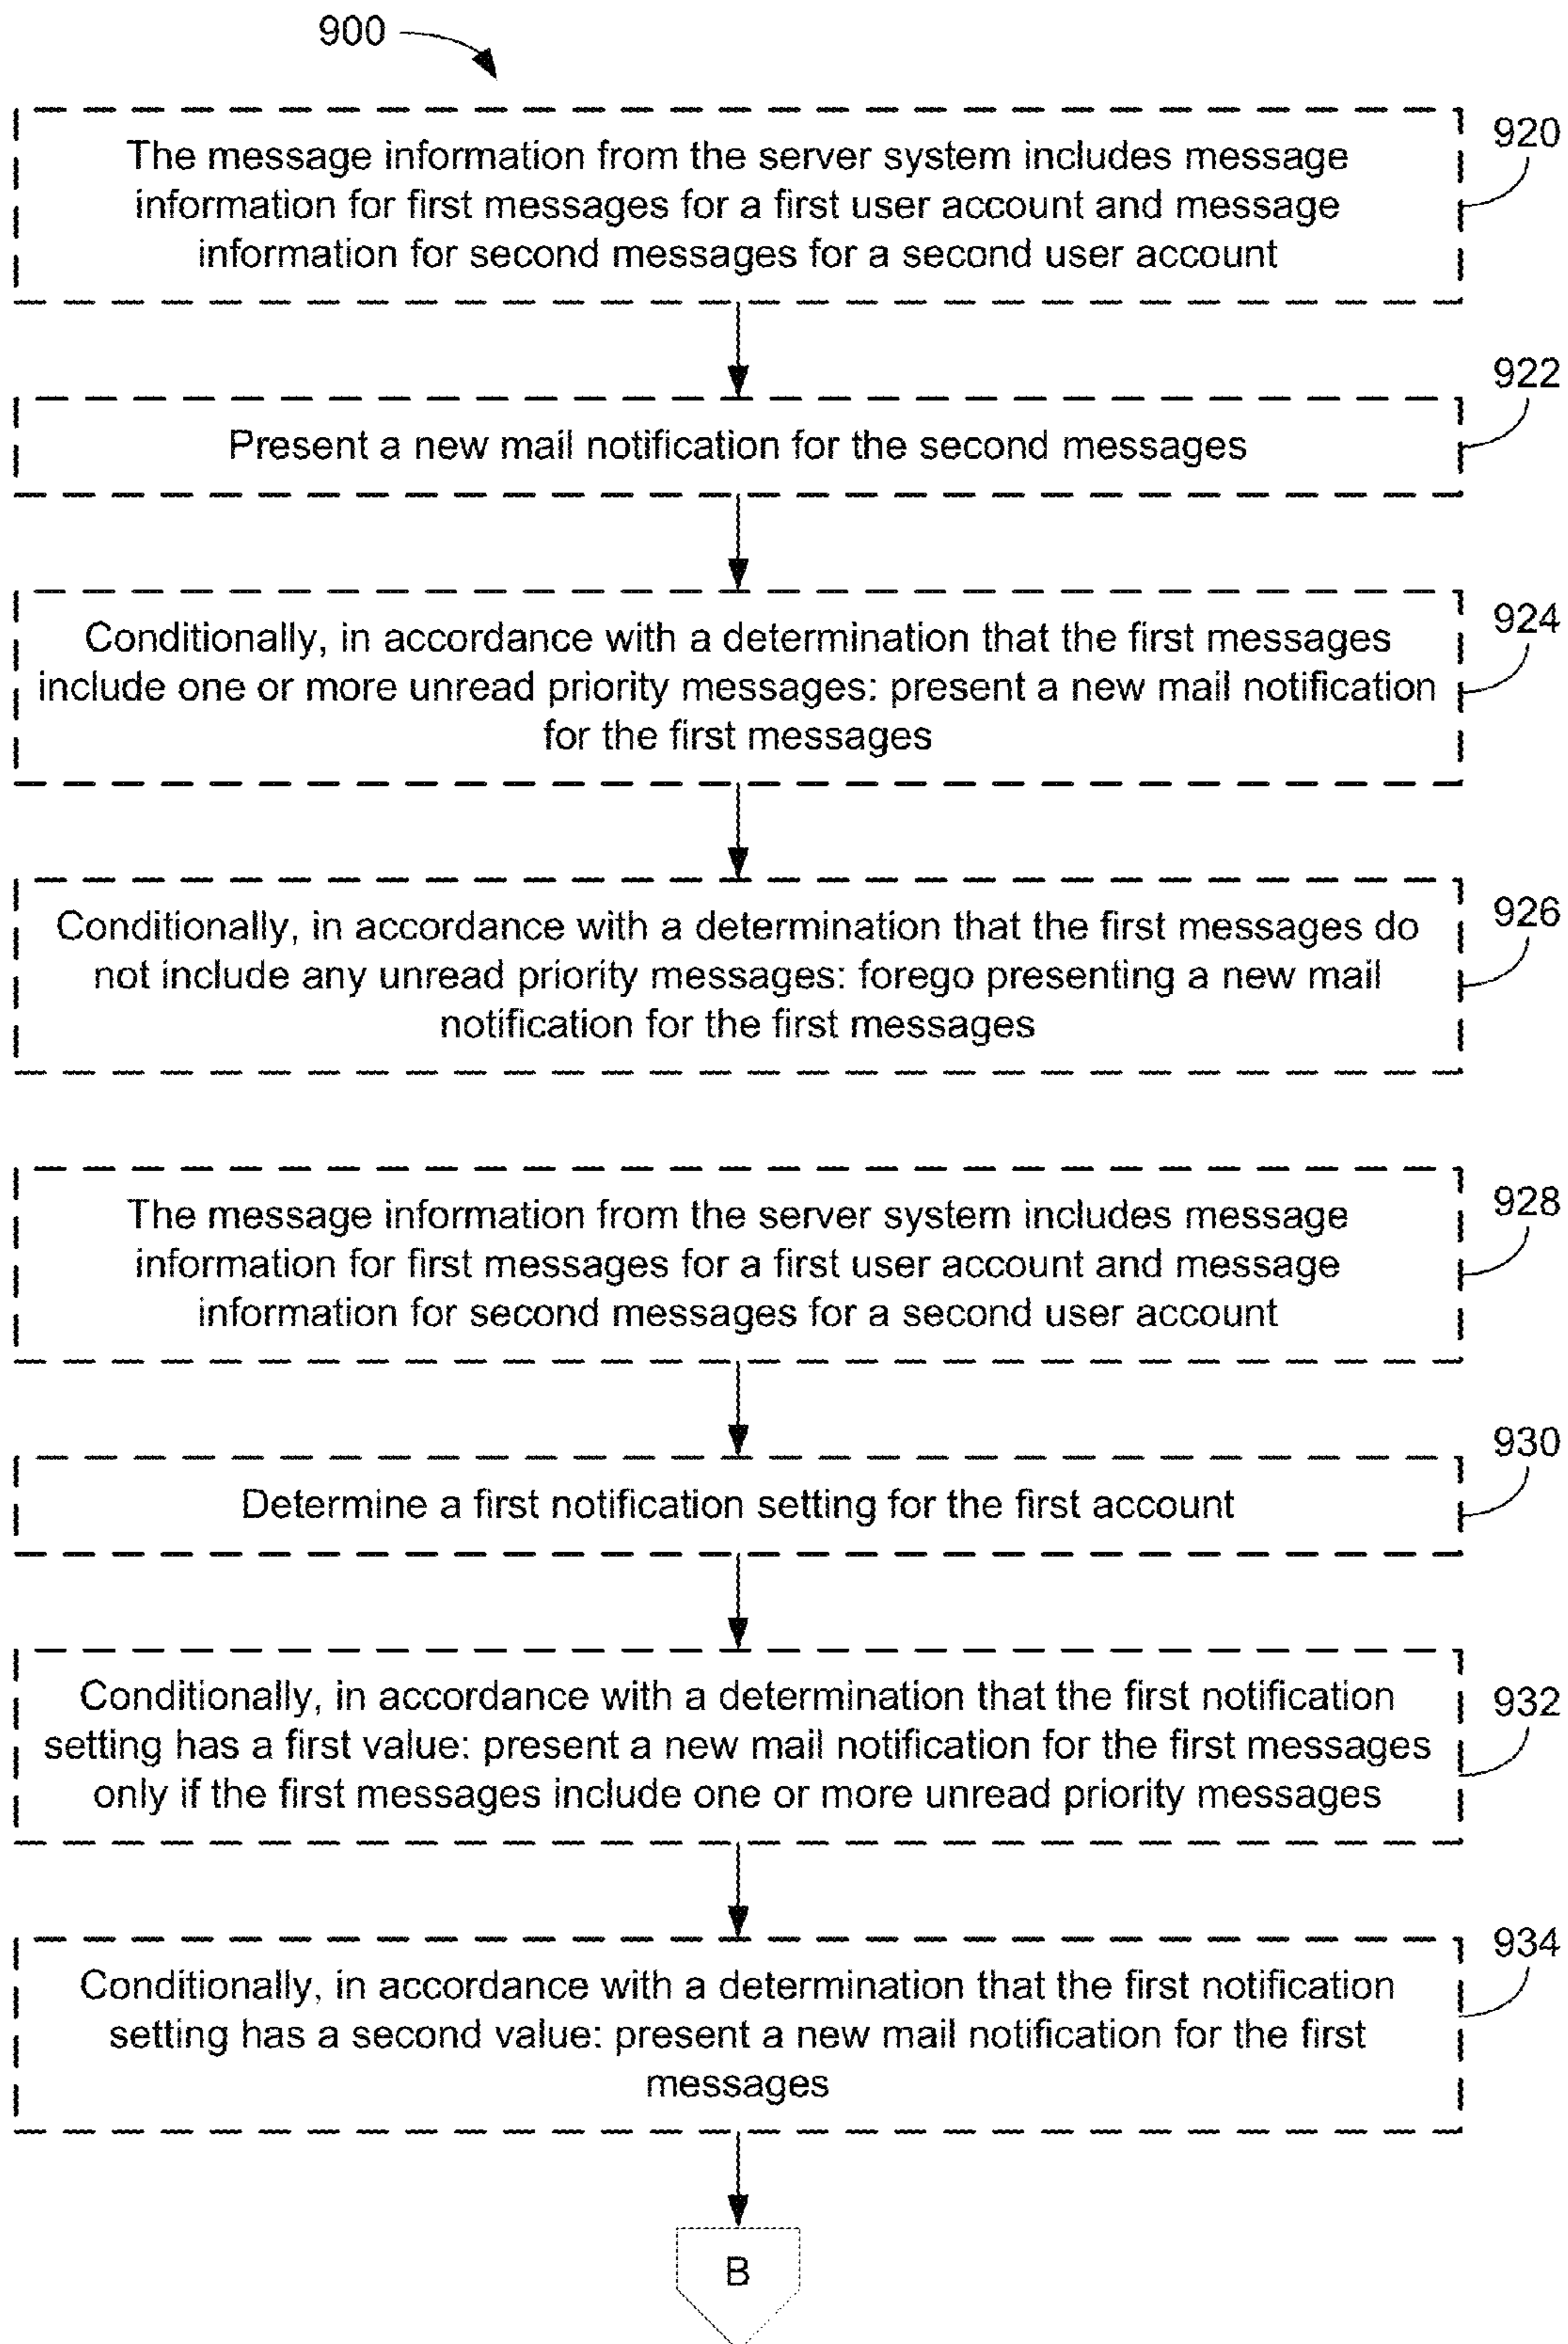 900
920
The message information from the server system includes message
information for first messages for a first user account and message
information for second messages for a second user account
922
Present a new mail notification for the second messages
924
Conditionally, in accordance with a determination that the first messages
include one or more unread priority messages: present a new mail notification
for the first messages
926
Conditionally, in accordance with a determination that the first messages do
not include any unread priority messages: forego presenting a new mail
notification for the first messages
928
The message information from the server system includes message
information for first messages for a first user account and message
information for second messages for a second user account
930
Determine a first notification setting for the first account
932
Conditionally, in accordance with a determination that the first notification
setting has a first value: present a new mail notification for the first messages
only if the first messages include one or more unread priority messages
934
Conditionally, in accordance with a determination that the first notification
setting has a second value: present a new mail notification for the first
messages
B